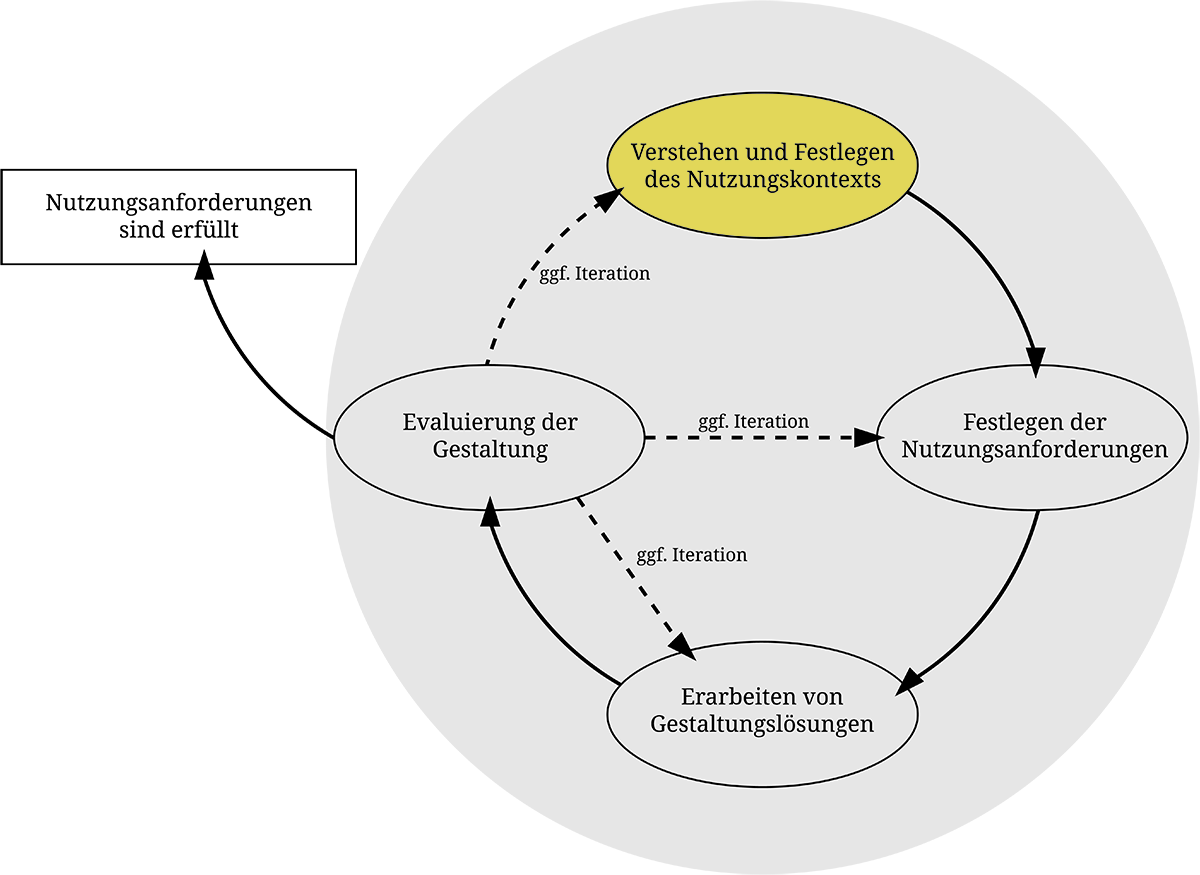 Verstehen und Festlegen
des Nutzungskontexts
Nutzungsanforderungen
sind erfüllt
ggf. Iteration
Evaluierung der
Gestaltung
ggf. Iteration
Festlegen der
Nutzungsanforderungen
ggf. Iteration
Erarbeiten von
Gestaltungslösungen